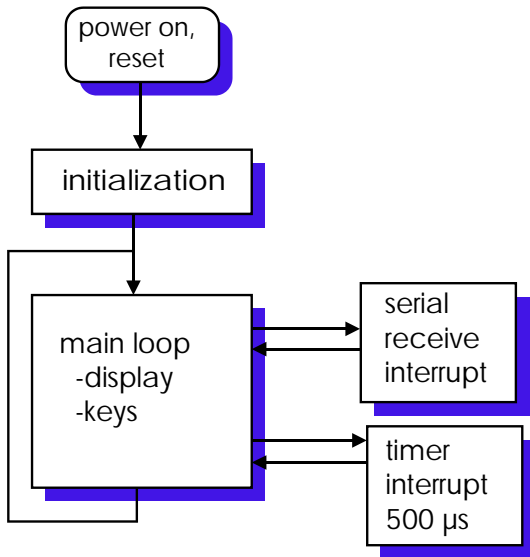 power on,
reset
initialization
main loop
-display
-keys
serial
receive
interrupt
timer
interrupt
500 µs